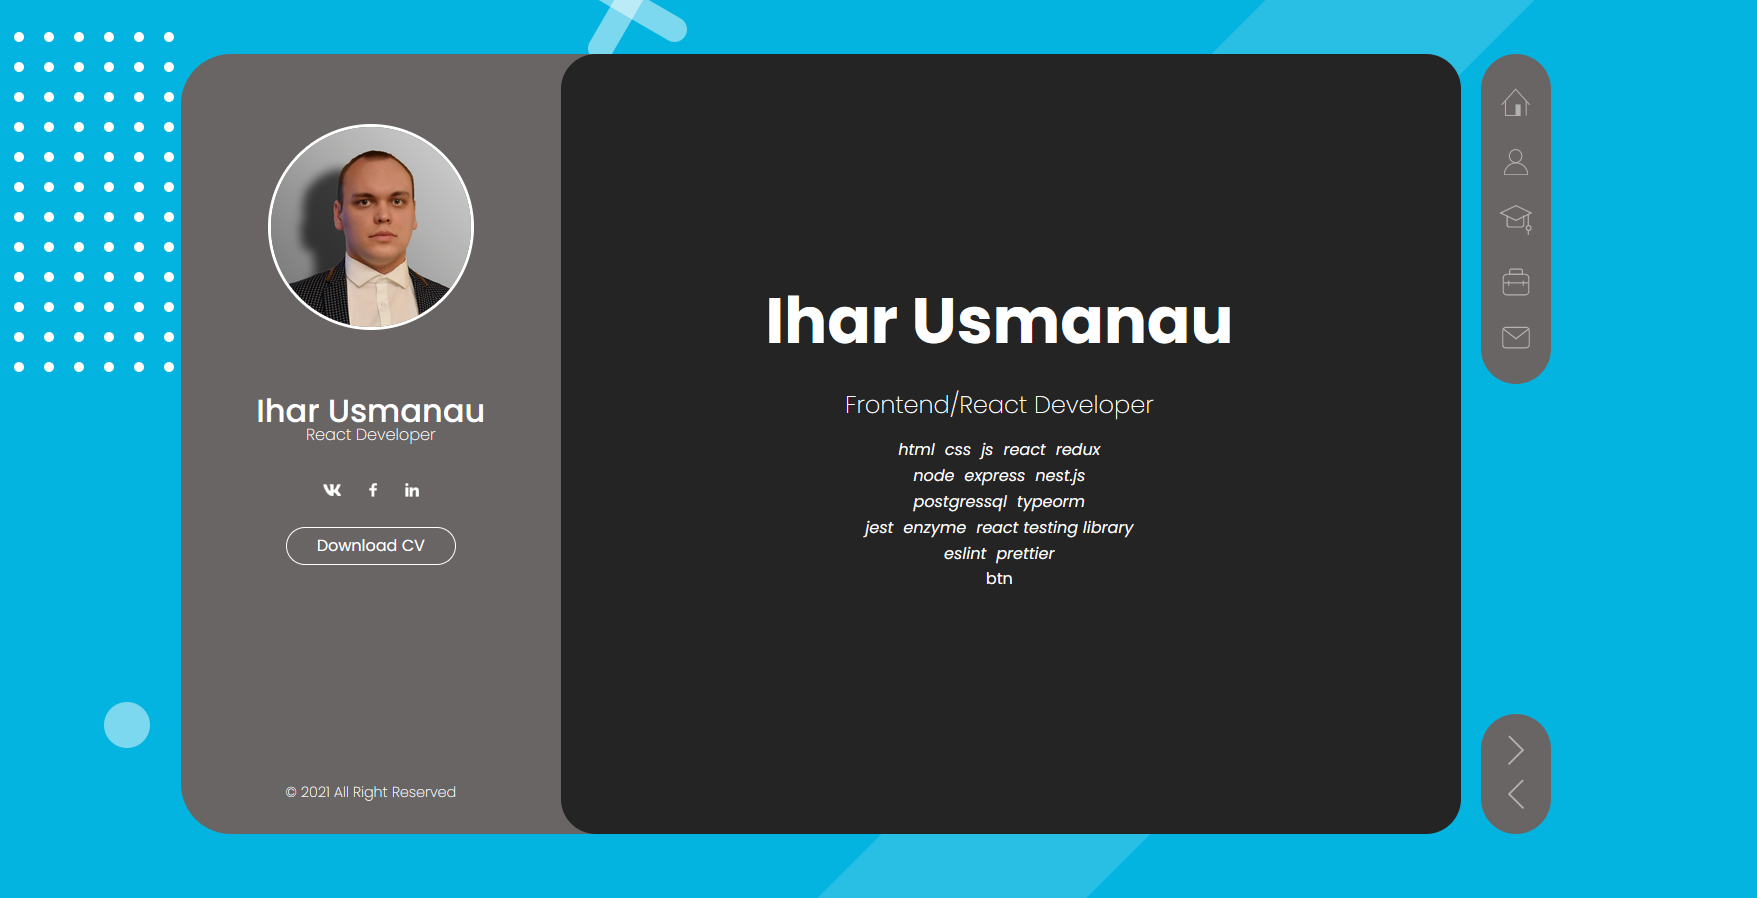 Ihar Usmanau
React Developer
Download CV
© 2021 All Right Reserved
Ihar Usmanau
Frontend/React Developer
html css js react redux
node express nest.js
postgressql typeorm
jest enzyme react testing library
eslint prettier
btn